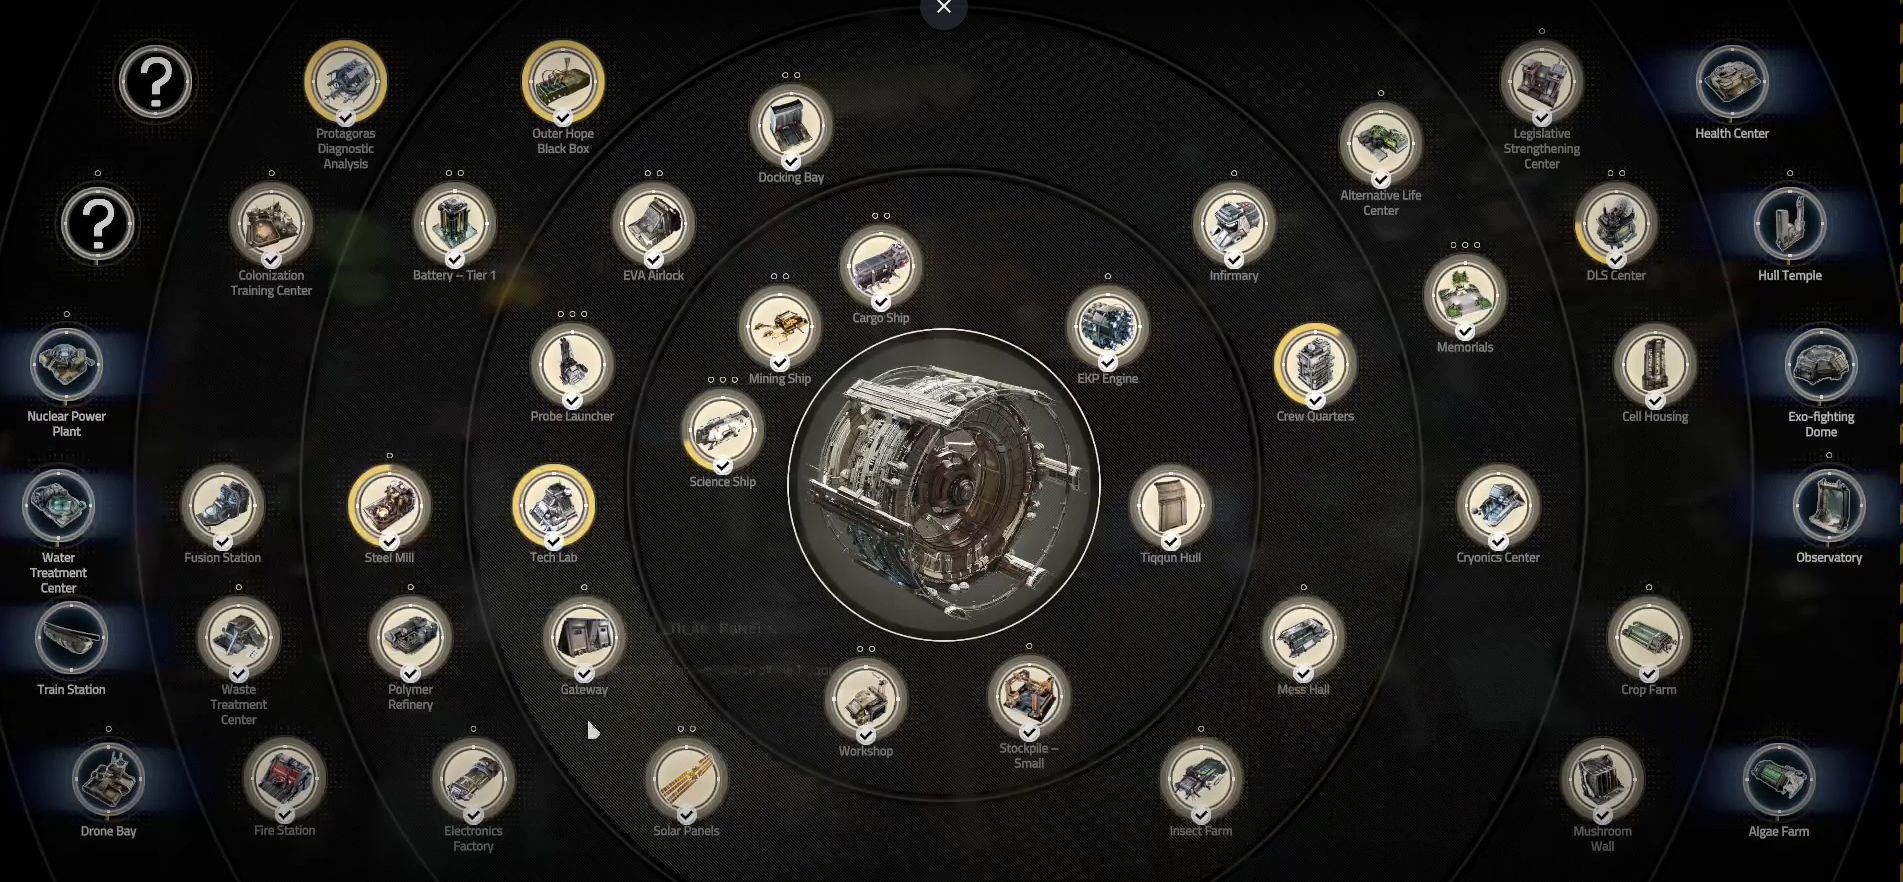 Protagoras
Diagnostic
Analysis
Outer Hope
Black Box
Docking Bay
Legislative
Strengthening
Center
Health Center
Alternative Life
Center
Colonization
Training Center
Battery – Tier 1
EVA Airlock
Infirmary
DLS Center
Hull Temple
Cargo Ship
Memorials
Mining Ship
EKP Engine
Nuclear Power
Plant
Probe Launcher
Crew Quarters
Cell Housing
Exo-fighting
Dome
Science Ship
Water
Treatment
Center
Fusion Station
Steel Mill
Tech Lab
Tiqqun Hull
Cryonics Center
Observatory
Train Station
Waste
Treatment
Center
Polymer
Refinery
Gateway
Mess Hall
Crop Farm
Workshop
Stockpile –
Small
Drone Bay
Fire Station
Electronics
Factory
Solar Panels
Insect Farm
Mushroom
Wall
Algae Farm